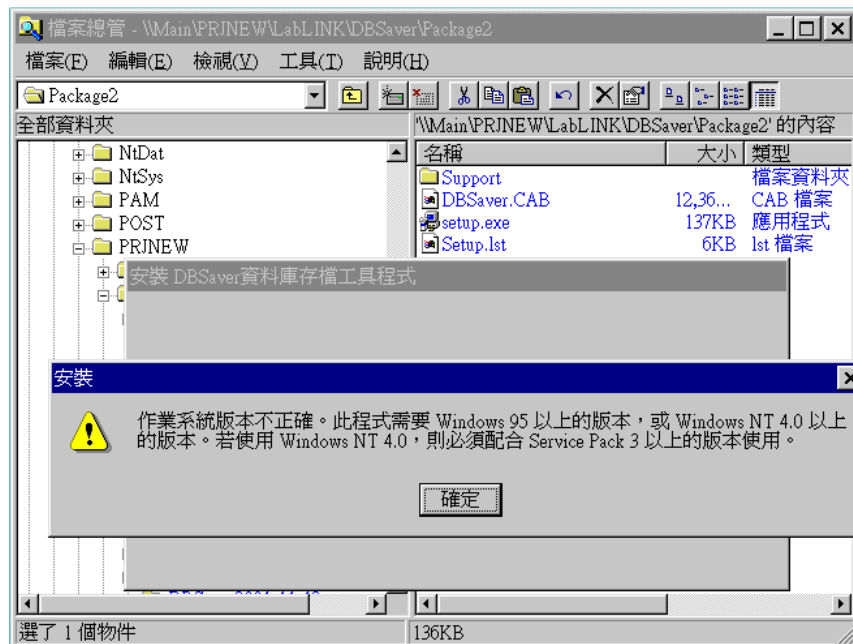 檔案總管 - \\Main\PRJNEW\LabLINK\DBSaver\Package2
檔案(F) 編輯(E) 檢視(V) 工具(T) 說明(H)
Package2
全部資料夾
'\\Main\PRJNEW\LabLINK\DBSaver\Package2' 的內容
NtDat
NtSys
PAM
POST
PRJNEW
名稱 大小 類型
Support 檔案資料夾
DBSaver.CAB 12,36... CAB 檔案
setup.exe 137KB 應用程式
Setup.lst 6KB lst 檔案
安裝 DBSaver資料庫存檔工具程式
安裝
作業系統版本不正確。此程式需要 Windows 95 以上的版本，或 Windows NT 4.0 以上
的版本。若使用 Windows NT 4.0，則必須配合 Service Pack 3 以上的版本使用。
確定
選了 1 個物件
136KB